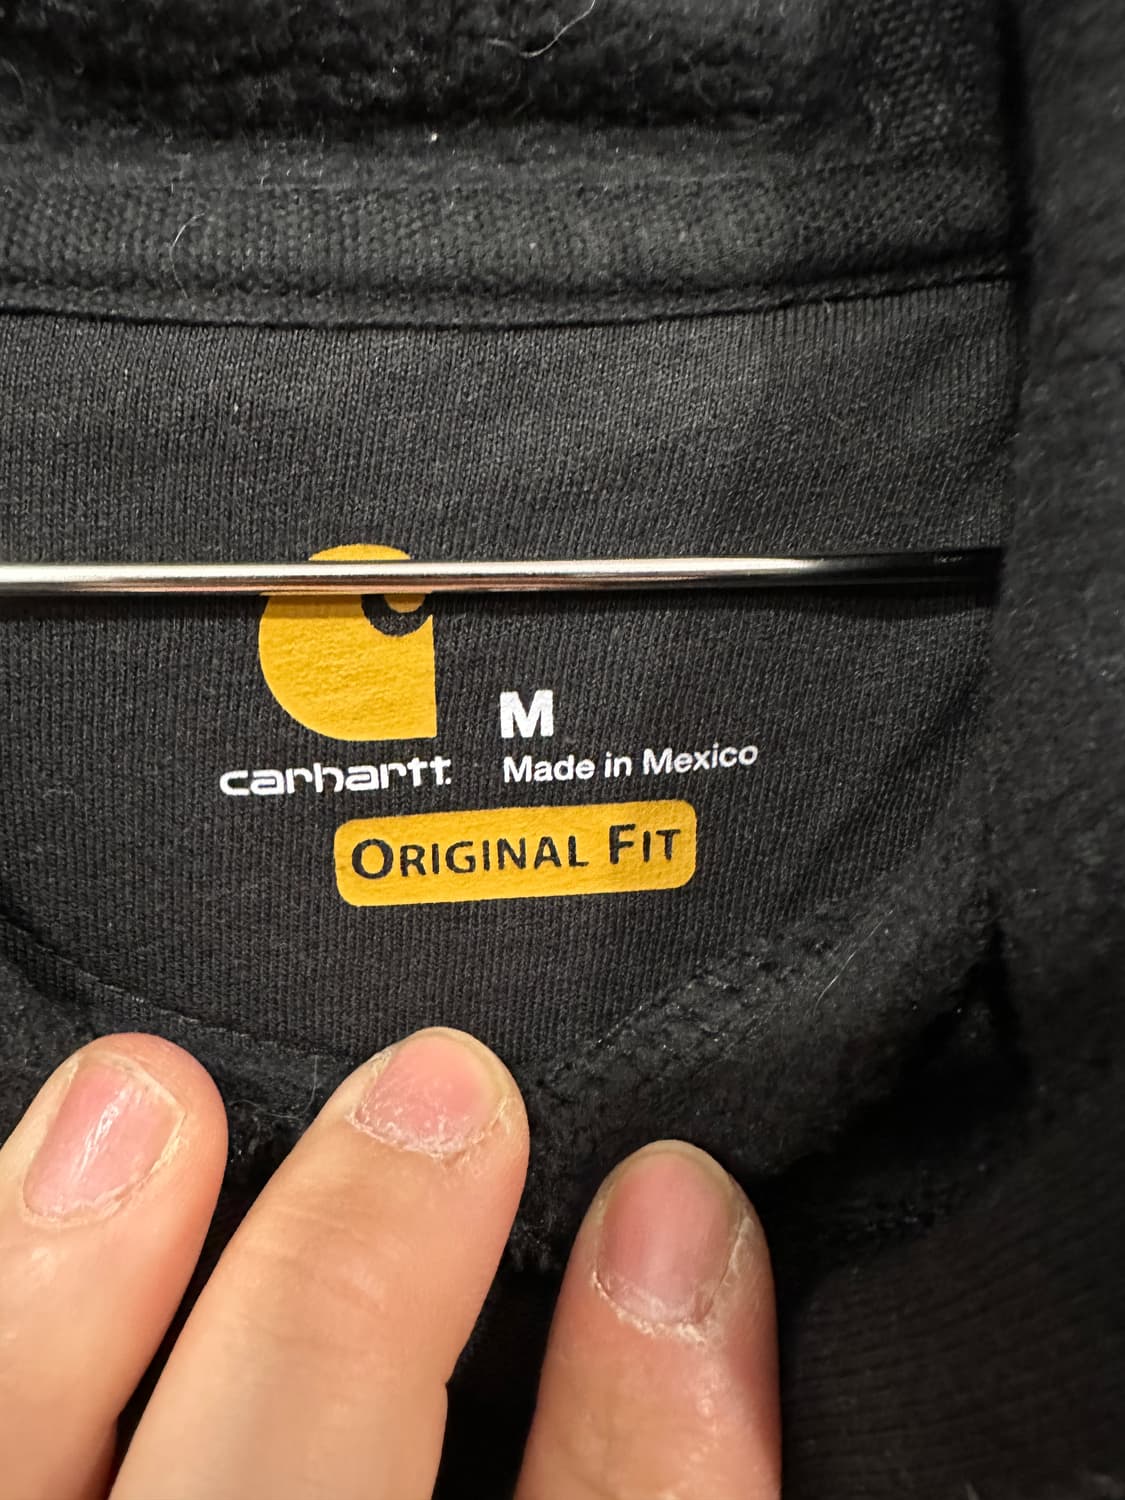 M
carhartt.
Made in Mexico
ORIGINAL FIT